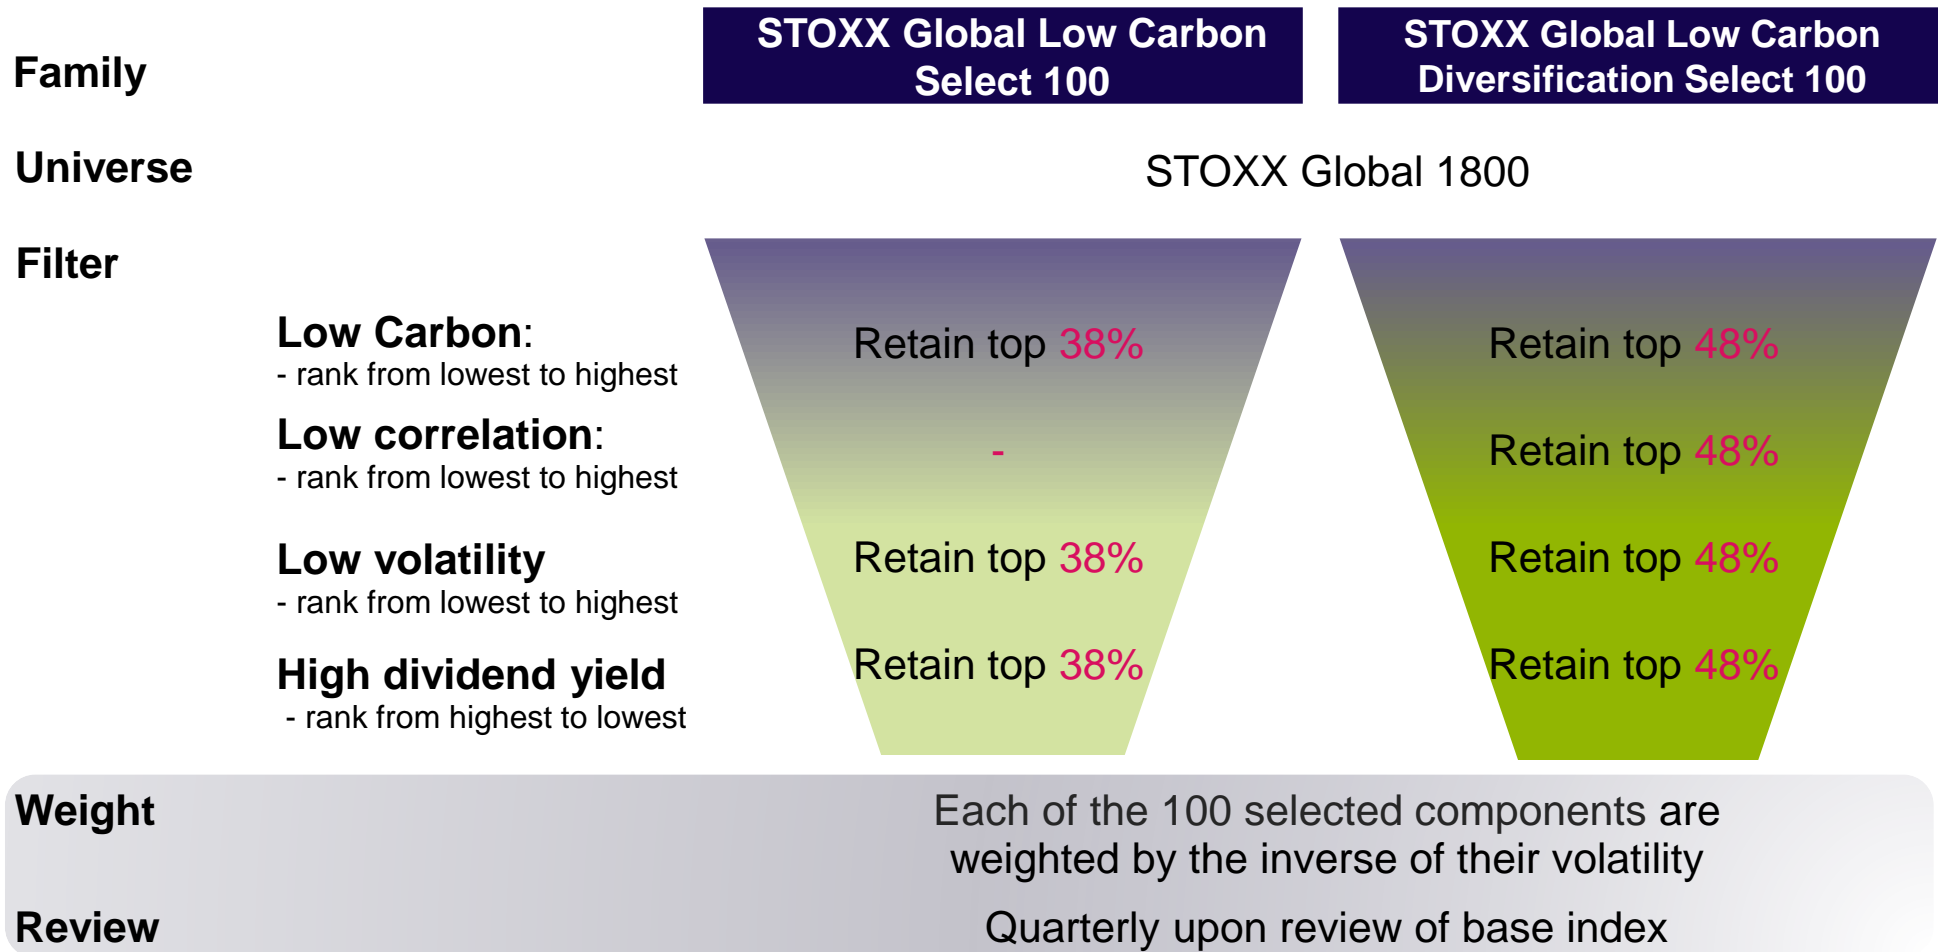 Family
STOXX Global Low Carbon
Select 100
STOXX Global Low Carbon
Diversification Select 100
Universe
STOXX Global 1800
Filter
Low Carbon:
- rank from lowest to highest
Retain top 38%
Retain top 48%
Low correlation:
- rank from lowest to highest
-
Retain top 48%
Low volatility
- rank from lowest to highest
Retain top 38%
Retain top 48%
High dividend yield
- rank from highest to lowest
Retain top 38%
Retain top 48%
Weight
Each of the 100 selected components are
weighted by the inverse of their volatility
Review
Quarterly upon review of base index